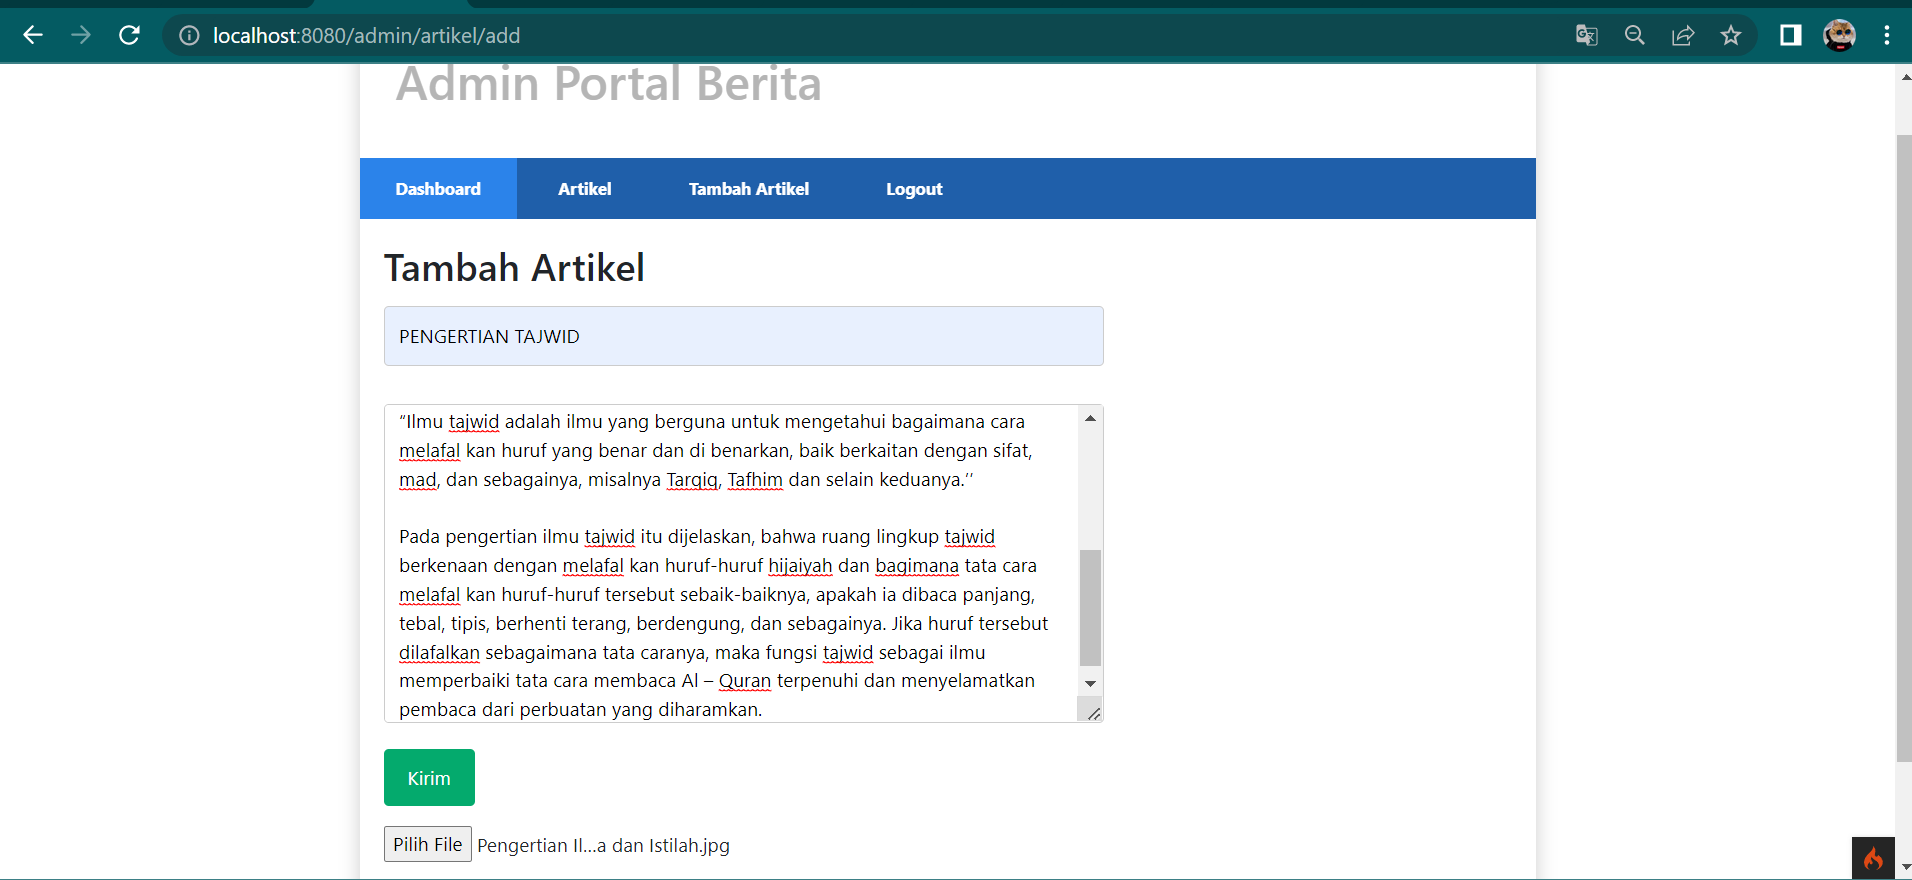 localhost:8080/admin/artikel/add
Admin Portal Berita
Dashboard Artikel Tambah Artikel Logout
Tambah Artikel
PENGERTIAN TAJWID
“Ilmu tajwid adalah ilmu yang berguna untuk mengetahui bagaimana cara
melafal kan huruf yang benar dan di benarkan, baik berkaitan dengan sifat,
mad, dan sebagainya, misalnya Tarqiq, Tafhim dan selain keduanya.’’
Pada pengertian ilmu tajwid itu dijelaskan, bahwa ruang lingkup tajwid
berkenaan dengan melafal kan huruf-huruf hijaiyah dan bagimana tata cara
melafal kan huruf-huruf tersebut sebaik-baiknya, apakah ia dibaca panjang,
tebal, tipis, berhenti terang, berdengung, dan sebagainya. Jika huruf tersebut
dilafalkan sebagaimana tata caranya, maka fungsi tajwid sebagai ilmu
memperbaiki tata cara membaca Al – Quran terpenuhi dan menyelamatkan
pembaca dari perbuatan yang diharamkan.
Kirim
Pilih File Pengertian Il...a dan Istilah.jpg